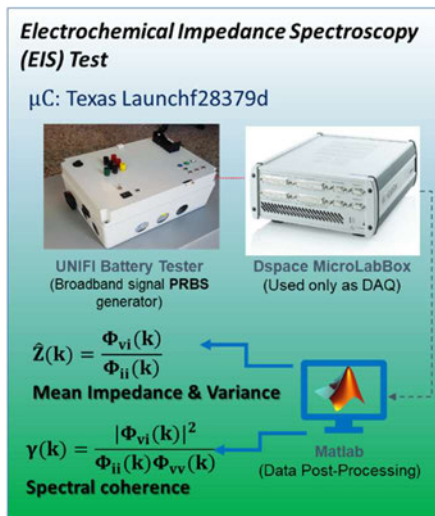 Electrochemical Impedance Spectroscopy
(EIS) Test
µC: Texas Launchf28379d
UNIFI Battery Tester
(Broadband signal PRBS
generator)
Dspace MicroLabBox
(Used only as DAQ)
Ẑ(k) = Φvi(k) / Φii(k)
Mean Impedance & Variance
γ(k) = |Φvi(k)|² / Φii(k)Φvv(k)
Spectral coherence
Matlab
(Data Post-Processing)